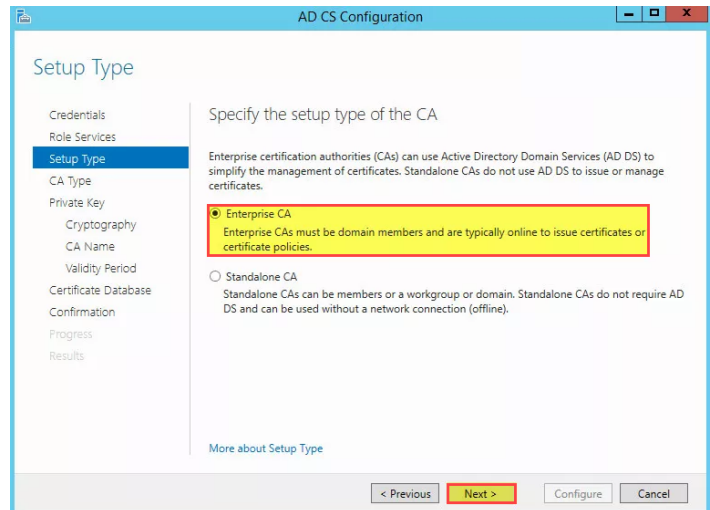 AD CS Configuration
Setup Type
Credentials
Role Services
Setup Type
CA Type
Private Key
Cryptography
CA Name
Validity Period
Certificate Database
Confirmation
Progress
Results
Specify the setup type of the CA
Enterprise certification authorities (CAs) can use Active Directory Domain Services (AD DS) to
simplify the management of certificates. Standalone CAs do not use AD DS to issue or manage
certificates.
Enterprise CA
Enterprise CAs must be domain members and are typically online to issue certificates or
certificate policies.
Standalone CA
Standalone CAs can be members or a workgroup or domain. Standalone CAs do not require AD
DS and can be used without a network connection (offline).
More about Setup Type
< Previous
Next >
Configure
Cancel